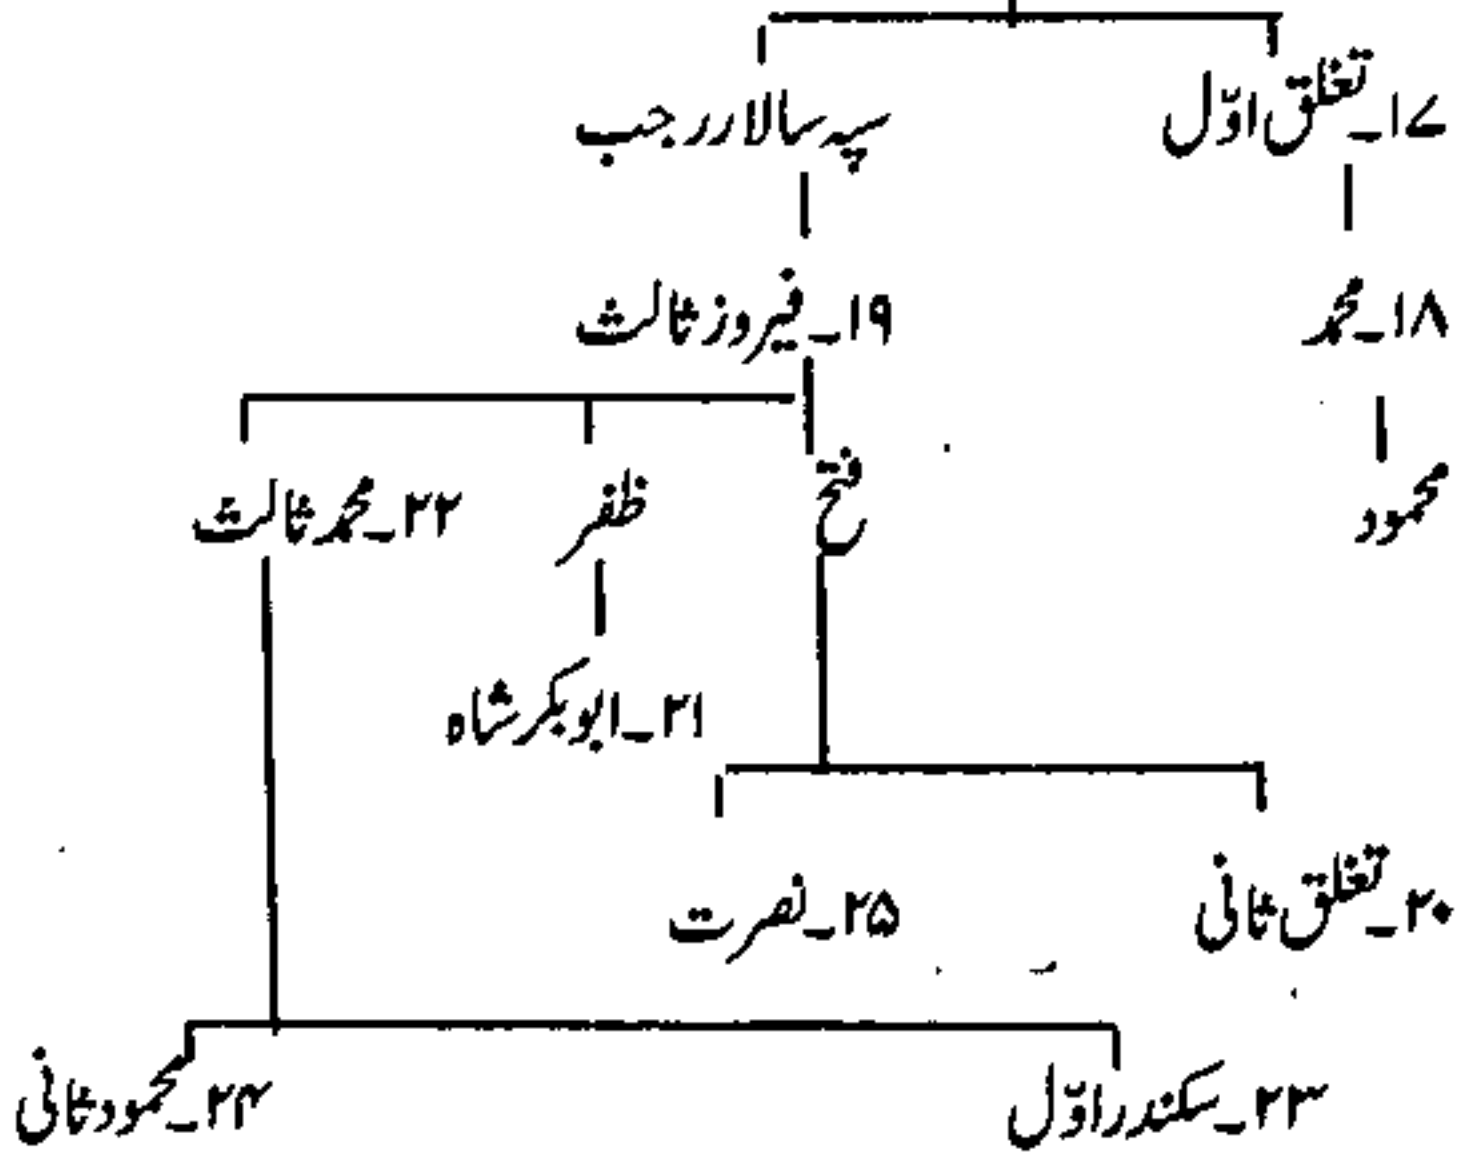 ۱۷۔تغلق اوّل سپہ سالار رجب
۱۸۔محمد ۱۹۔فیروز ثالث
محمود فتح ظفر ۲۲۔محمد ثالث
۲۱۔ابوبکر شاہ
۲۰۔تغلق ثانی ۲۵۔نصرت
۲۳۔سکندر اوّل ۲۴۔محمود ثانی